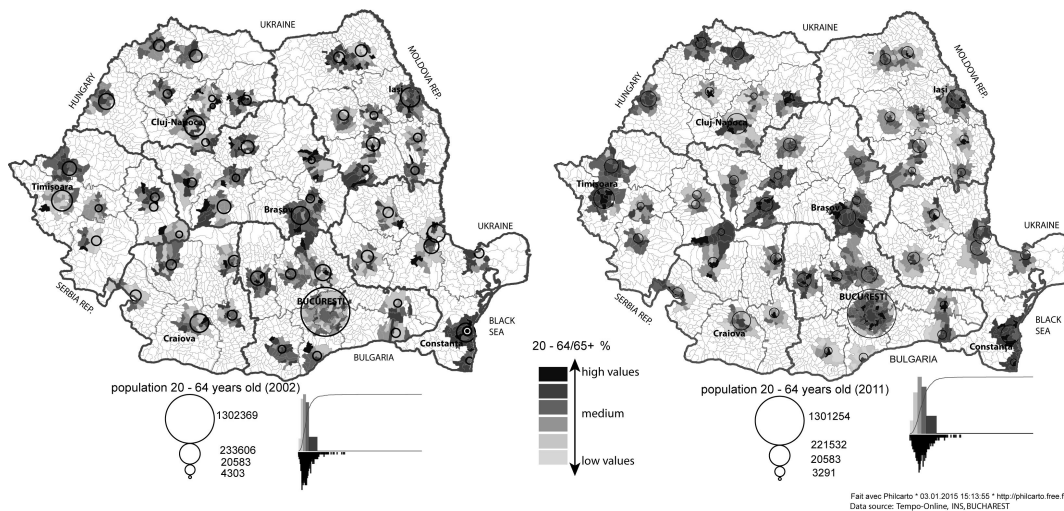 UKRAINE
HUNGARY
MOLDOVA REP.
Iași
Cluj-Napoca
Timișoara
Brașov
UKRAINE
SERBIA REP.
BUCUREȘTI
Craiova
Constanța
BLACK
SEA
BULGARIA
population 20 - 64 years old (2002)
1302369
233606
20583
4303
20 - 64/65+ %
high values
medium
low values
UKRAINE
HUNGARY
MOLDOVA REP.
Iași
Cluj-Napoca
Timișoara
Brașov
UKRAINE
SERBIA REP.
BUCUREȘTI
Craiova
Constanța
BLACK
SEA
BULGARIA
population 20 - 64 years old (2011)
1301254
221532
20583
3291
Fait avec Philcarto * 03.01.2015 15:13:55 * http://philcarto.free.f
Data source: Tempo-Online, INS, BUCHAREST